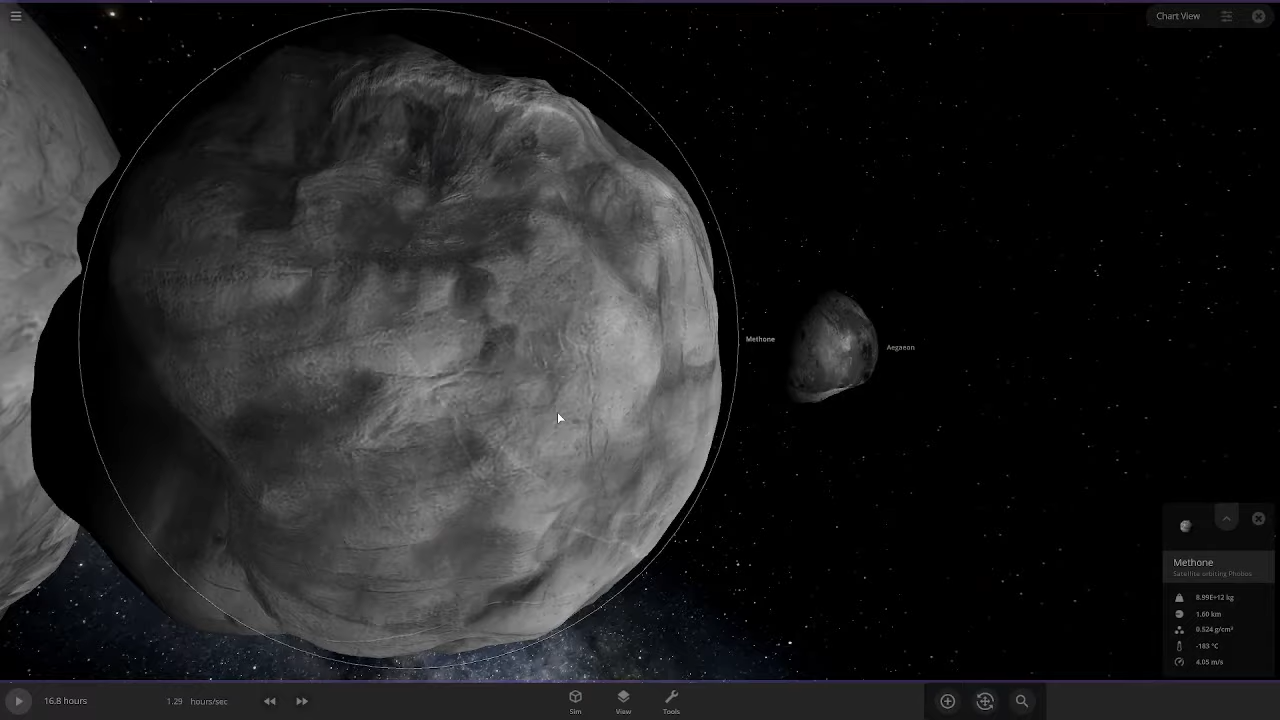 Chart View
Methone
Aegaeon
Methone
Satellite orbiting Phobos
8.99E+12 kg
1.60 km
0.524 g/cm³
-183 °C
4.05 m/s
16.8 hours
1.29 hours/sec
Sim
View
Tools